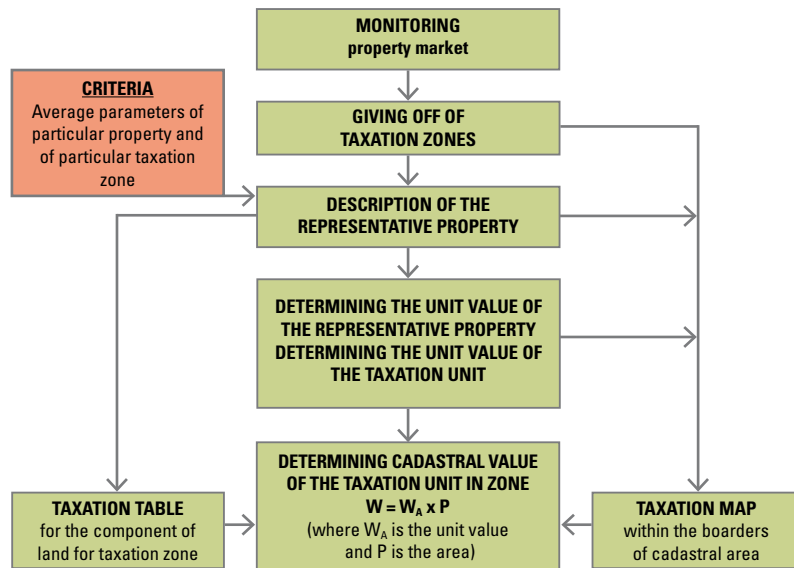 MONITORING
property market
CRITERIA
Average parameters of
particular property and
of particular taxation
zone
GIVING OFF OF
TAXATION ZONES
DESCRIPTION OF THE
REPRESENTATIVE PROPERTY
DETERMINING THE UNIT VALUE OF
THE REPRESENTATIVE PROPERTY
DETERMINING THE UNIT VALUE OF
THE TAXATION UNIT
DETERMINING CADASTRAL VALUE
OF THE TAXATION UNIT IN ZONE
W = W_A x P
(where W_A is the unit value
and P is the area)
TAXATION TABLE
for the component of
land for taxation zone
TAXATION MAP
within the boarders
of cadastral area